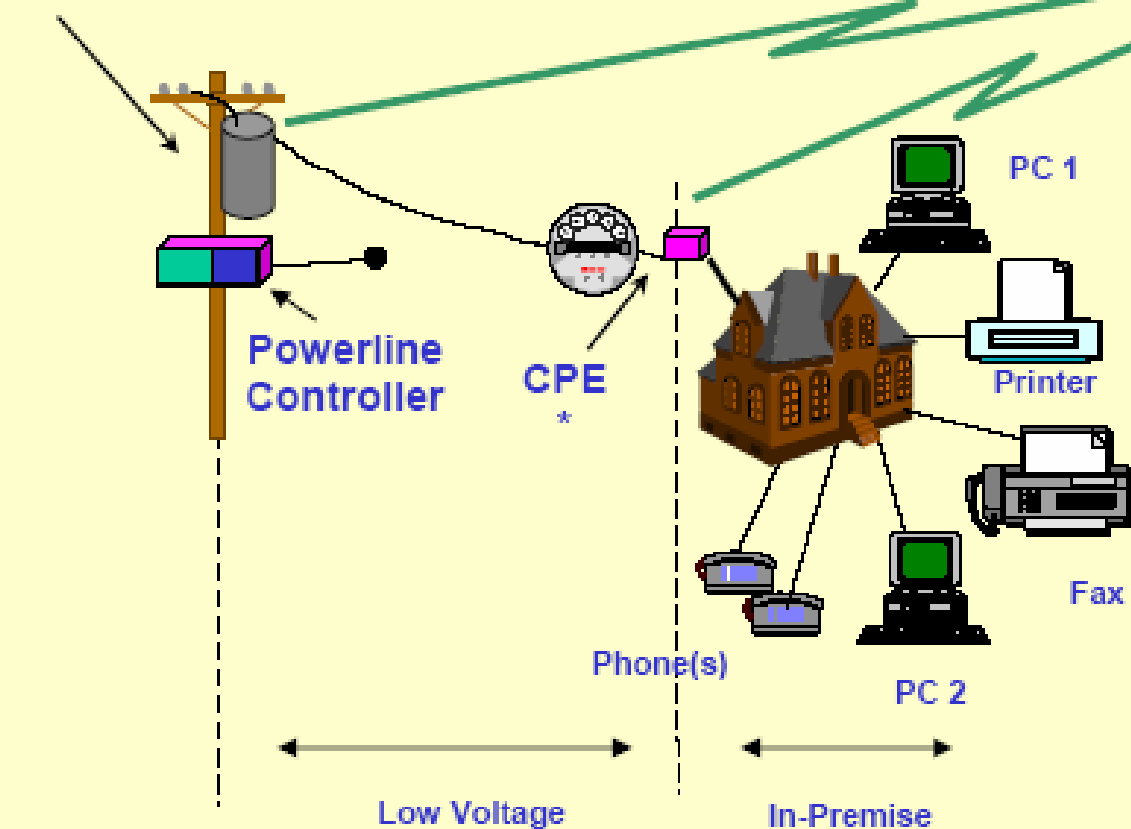 PC 1
Powerline
Controller
CPE
*
Printer
Fax
Phone(s)
PC 2
Low Voltage
In-Premise